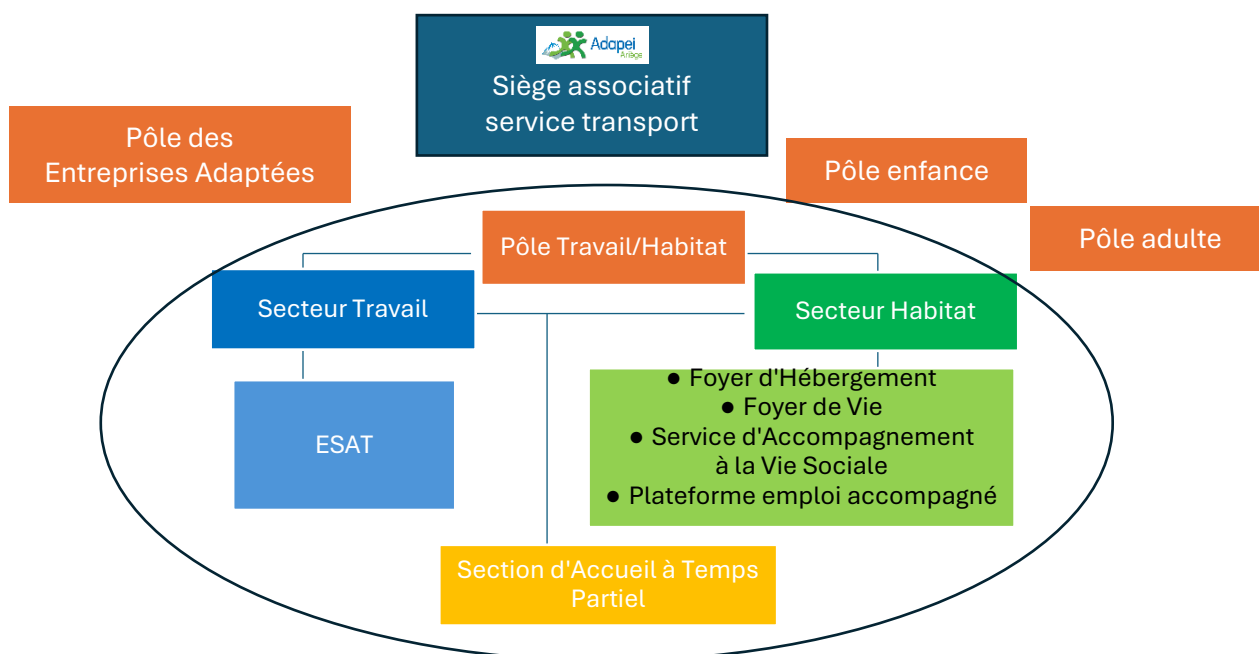 Adapei
Ariège
Siège associatif
service transport
Pôle des
Entreprises Adaptées
Pôle enfance
Pôle adulte
Pôle Travail/Habitat
Secteur Travail
Secteur Habitat
ESAT
● Foyer d'Hébergement
● Foyer de Vie
● Service d'Accompagnement
à la Vie Sociale
● Plateforme emploi accompagné
Section d'Accueil à Temps
Partiel